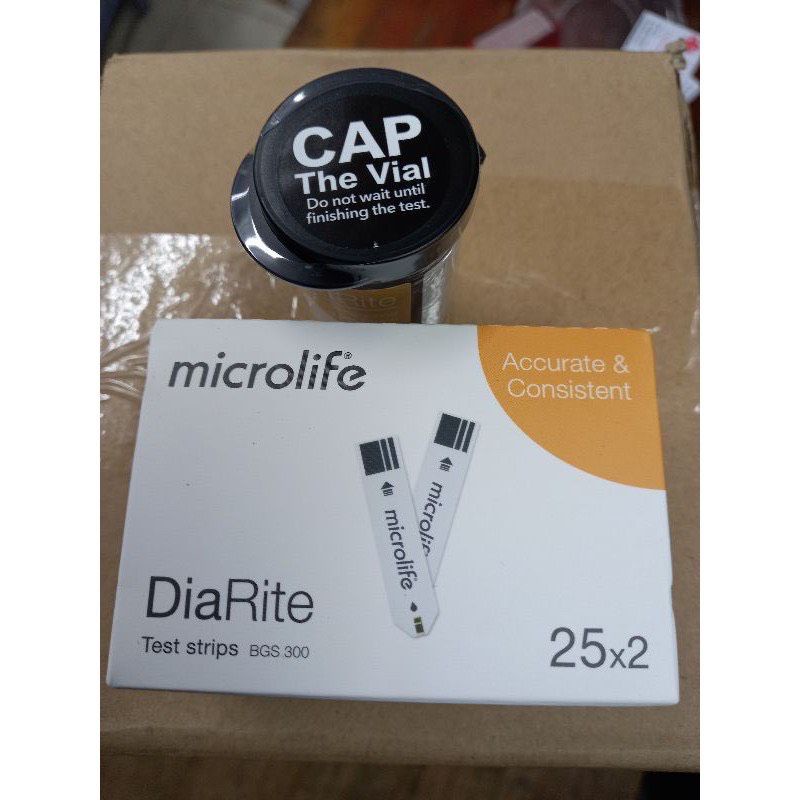 CAP
The Vial
Do not wait until
finishing the test.
Rite
microlife®
Accurate &
Consistent
microlife
microlife
DiaRite
Test strips BGS 300
25x2